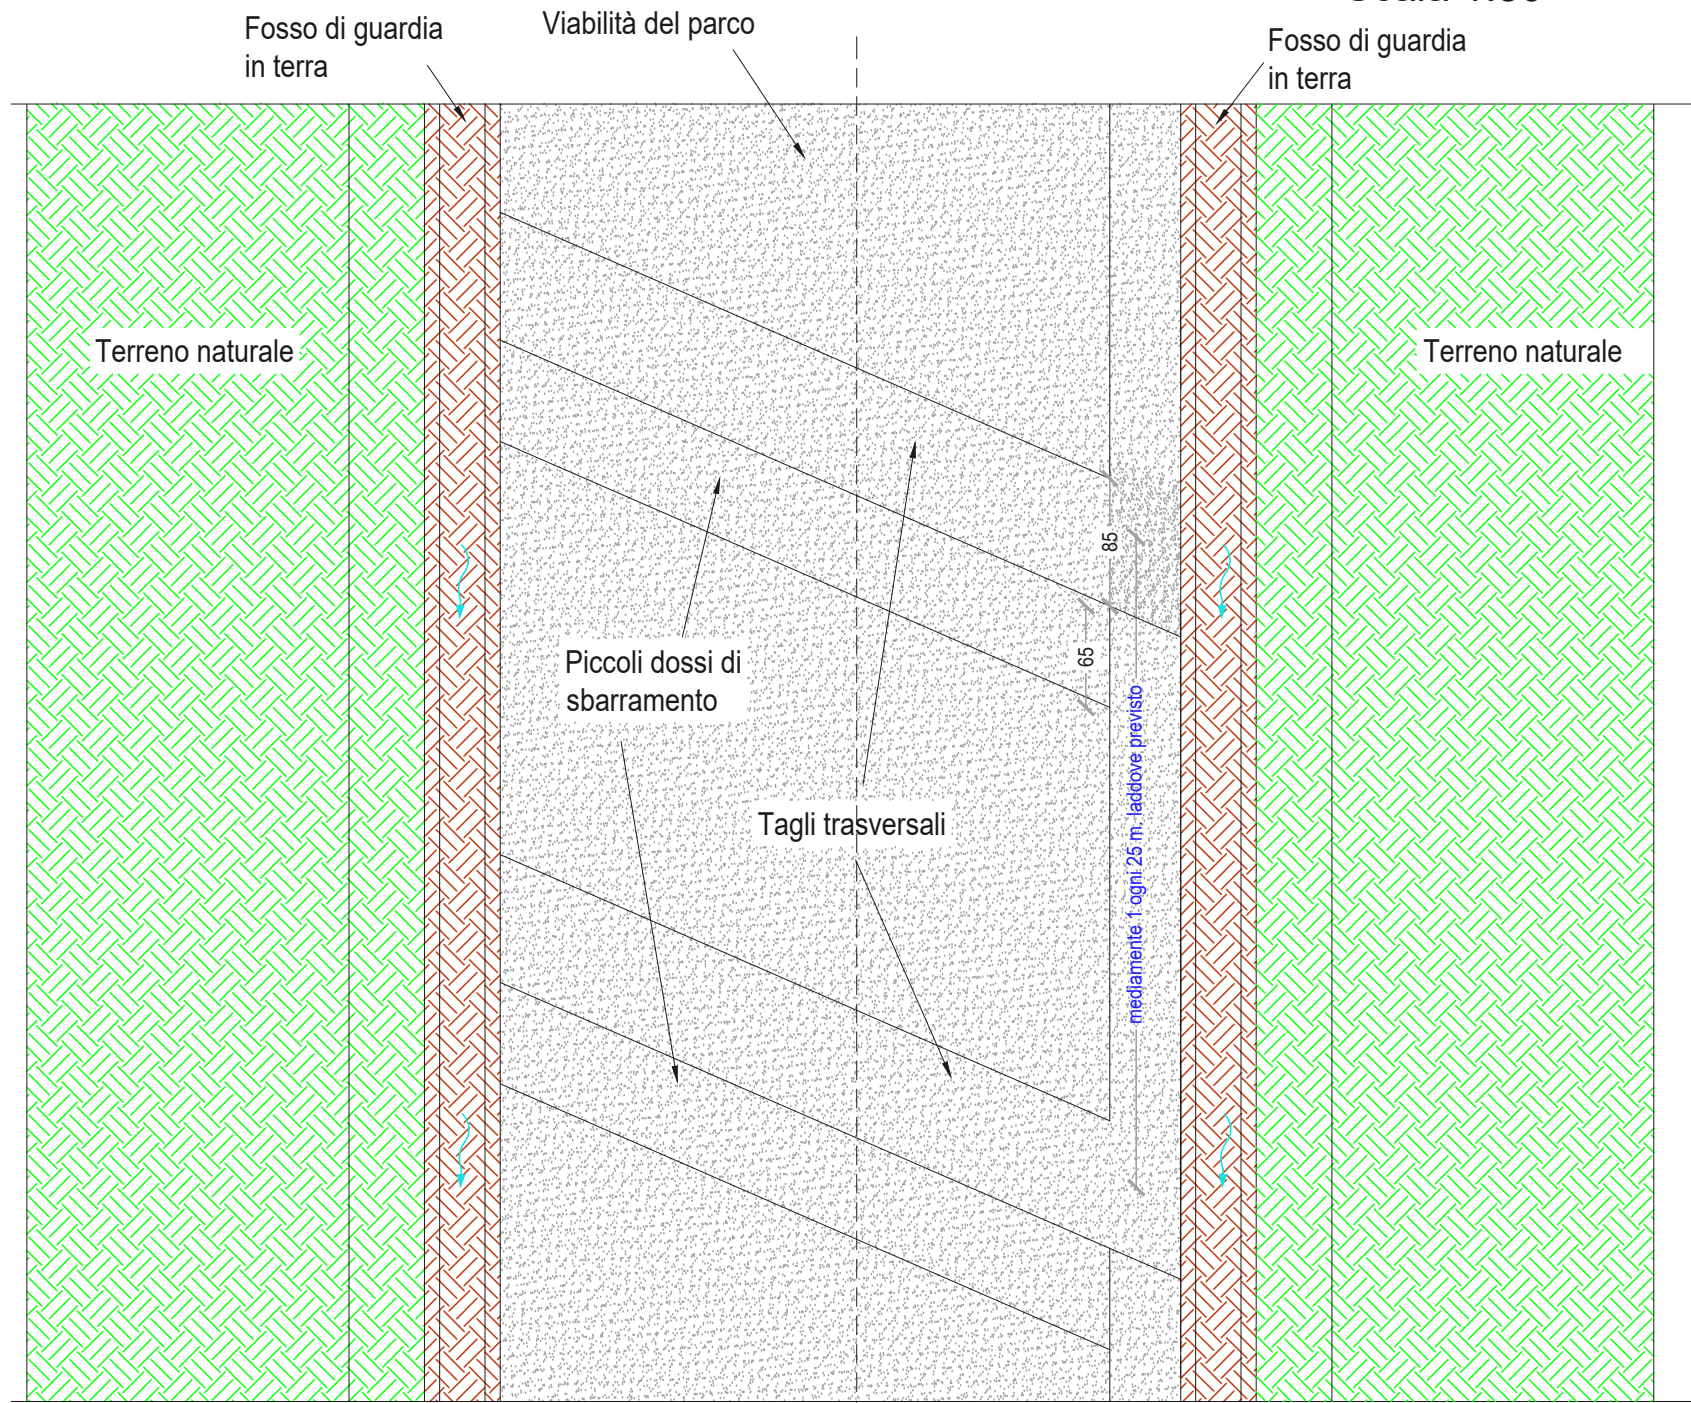 Fosso di guardia
in terra
Viabilità del parco
Fosso di guardia
in terra
Terreno naturale
Terreno naturale
85
65
Piccoli dossi di
sbarramento
Tagli trasversali
mediamente 1 ogni 25 m. laddove previsto